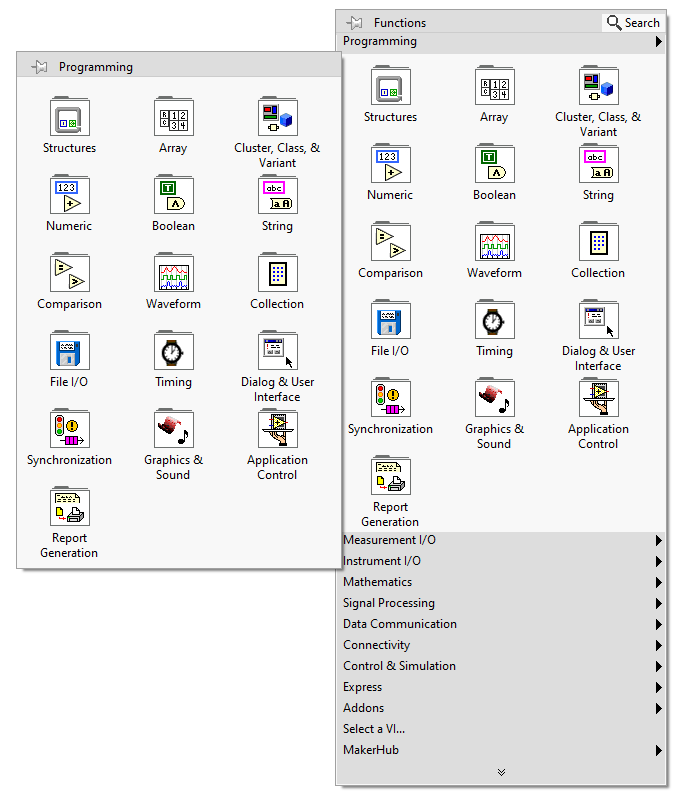 Programming
Structures
Array
Cluster, Class, &
Variant
Numeric
Boolean
String
Comparison
Waveform
Collection
File I/O
Timing
Dialog & User
Interface
Synchronization
Graphics &
Sound
Application
Control
Report
Generation
Functions
Search
Programming
Structures
Array
Cluster, Class, &
Variant
Numeric
Boolean
String
Comparison
Waveform
Collection
File I/O
Timing
Dialog & User
Interface
Synchronization
Graphics &
Sound
Application
Control
Report
Generation
Measurement I/O
Instrument I/O
Mathematics
Signal Processing
Data Communication
Connectivity
Control & Simulation
Express
Addons
Select a VI...
MakerHub